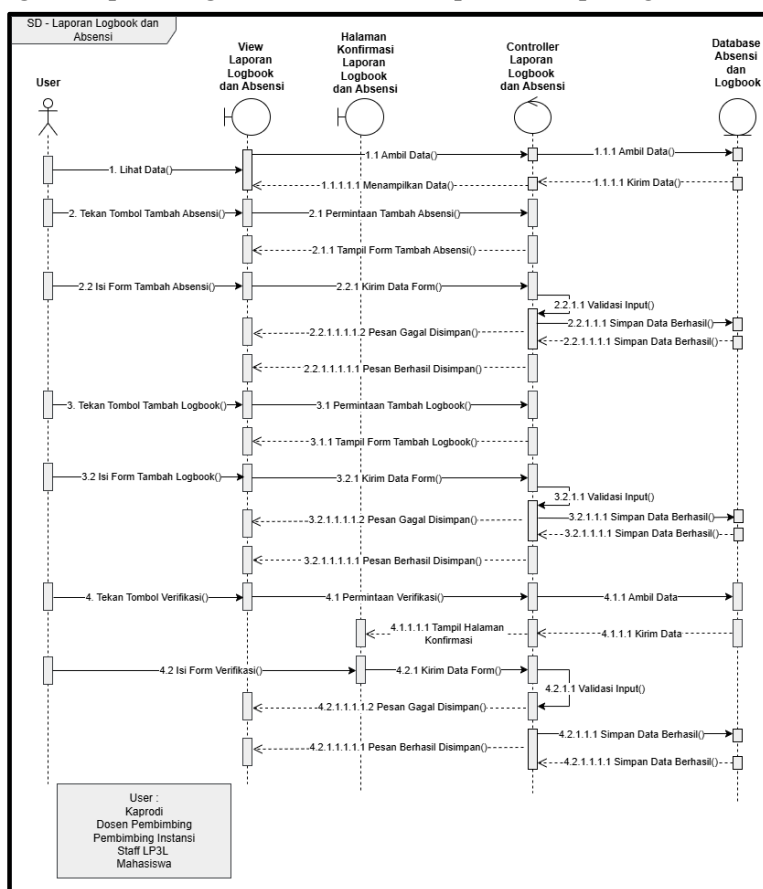 SD - Laporan Logbook dan
Absensi
User
View
Laporan
Logbook
dan Absensi
Halaman
Konfirmasi
Laporan
Logbook
dan Absensi
Controller
Laporan
Logbook
dan Absensi
Database
Absensi
dan
Logbook
1. Lihat Data()
1.1 Ambil Data()
1.1.1 Ambil Data()
1.1.1.1.1 Menampilkan Data()
1.1.1.1 Kirim Data()
2. Tekan Tombol Tambah Absensi()
2.1 Permintaan Tambah Absensi()
2.1.1 Tampil Form Tambah Absensi()
2.2 Isi Form Tambah Absensi()
2.2.1 Kirim Data Form()
2.2.1.1 Validasi Input()
2.2.1.1.1 Simpan Data Berhasil()
2.2.1.1.1.1.2 Pesan Gagal Disimpan()
2.2.1.1.1.1 Simpan Data Berhasil()
2.2.1.1.1.1.1 Pesan Berhasil Disimpan()
3. Tekan Tombol Tambah Logbook()
3.1 Permintaan Tambah Logbook()
3.1.1 Tampil Form Tambah Logbook()
3.2 Isi Form Tambah Logbook()
3.2.1 Kirim Data Form()
3.2.1.1 Validasi Input()
3.2.1.1.1 Simpan Data Berhasil()
3.2.1.1.1.1.2 Pesan Gagal Disimpan()
3.2.1.1.1.1 Simpan Data Berhasil()
3.2.1.1.1.1.1 Pesan Berhasil Disimpan()
4. Tekan Tombol Verifikasi()
4.1 Permintaan Verifikasi()
4.1.1 Ambil Data
4.1.1.1.1 Tampil Halaman
Konfirmasi
4.1.1.1 Kirim Data
4.2 Isi Form Verifikasi()
4.2.1 Kirim Data Form()
4.2.1.1 Validasi Input()
4.2.1.1.1.1.2 Pesan Gagal Disimpan()
4.2.1.1.1 Simpan Data Berhasil()
4.2.1.1.1.1.1 Pesan Berhasil Disimpan()
4.2.1.1.1.1 Simpan Data Berhasil()
User :
Kaprodi
Dosen Pembimbing
Pembimbing Instansi
Staff LP3L
Mahasiswa